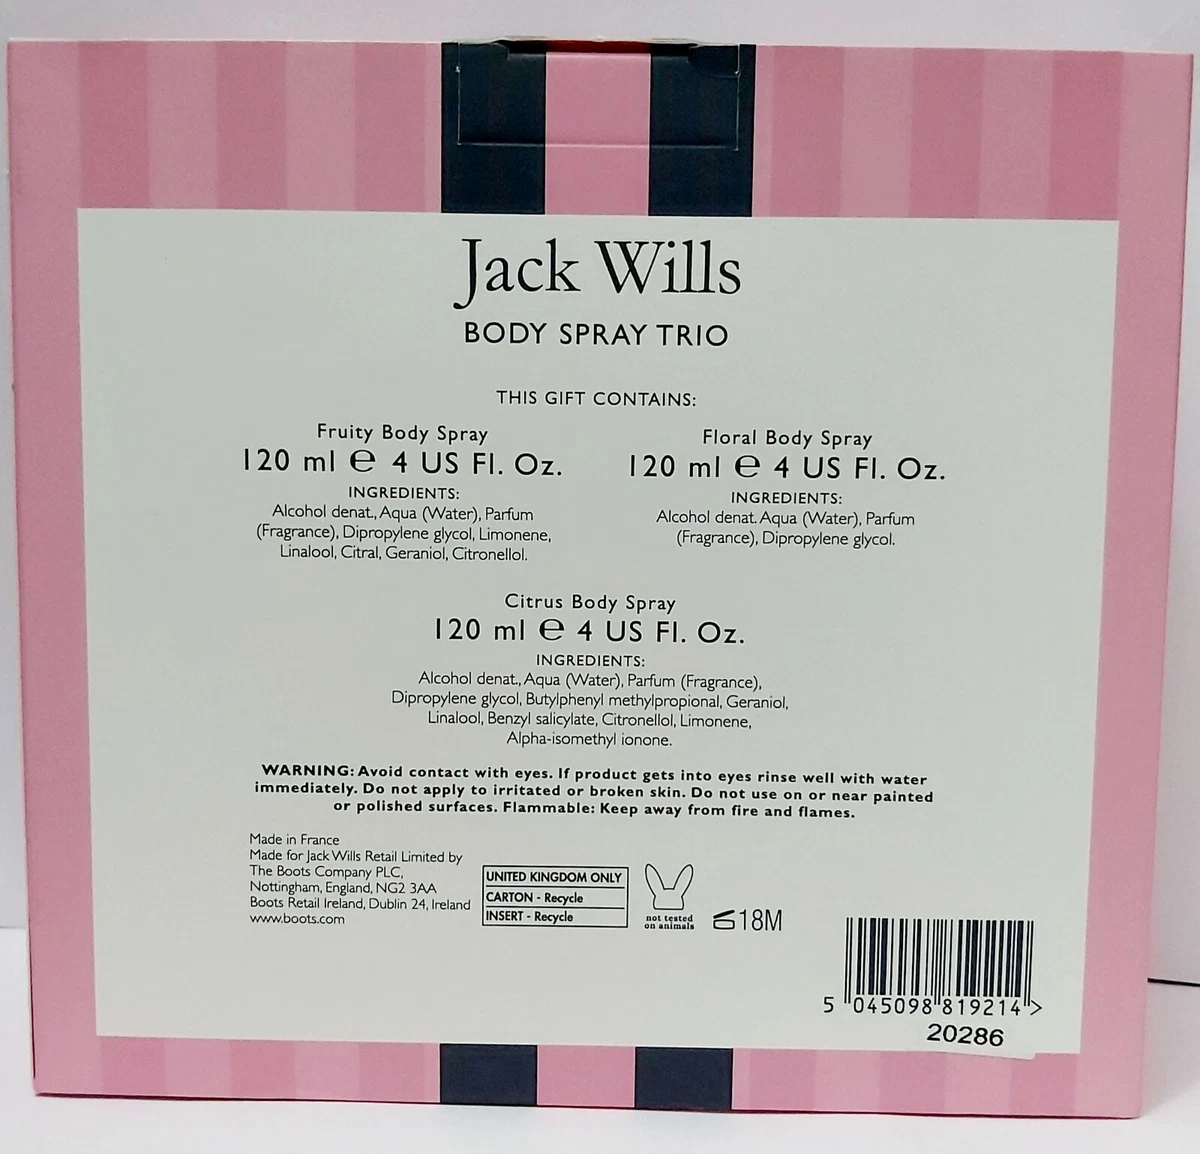 Jack Wills
BODY SPRAY TRIO
THIS GIFT CONTAINS:
Fruity Body Spray
120 ml ℮ 4 US Fl. Oz.
INGREDIENTS:
Alcohol denat., Aqua (Water), Parfum
(Fragrance), Dipropylene glycol, Limonene,
Linalool, Citral, Geraniol, Citronellol.
Floral Body Spray
120 ml ℮ 4 US Fl. Oz.
INGREDIENTS:
Alcohol denat. Aqua (Water), Parfum
(Fragrance), Dipropylene glycol.
Citrus Body Spray
120 ml ℮ 4 US Fl. Oz.
INGREDIENTS:
Alcohol denat., Aqua (Water), Parfum (Fragrance),
Dipropylene glycol, Butylphenyl methylpropional, Geraniol,
Linalool, Benzyl salicylate, Citronellol, Limonene,
Alpha-isomethyl ionone.
WARNING: Avoid contact with eyes. If product gets into eyes rinse well with water
immediately. Do not apply to irritated or broken skin. Do not use on or near painted
or polished surfaces. Flammable: Keep away from fire and flames.
Made in France
Made for Jack Wills Retail Limited by
The Boots Company PLC,
Nottingham, England, NG2 3AA
Boots Retail Ireland, Dublin 24, Ireland
www.boots.com
UNITED KINGDOM ONLY
CARTON - Recycle
INSERT - Recycle
not tested
on animals
18M
5 045098 819214 >
20286